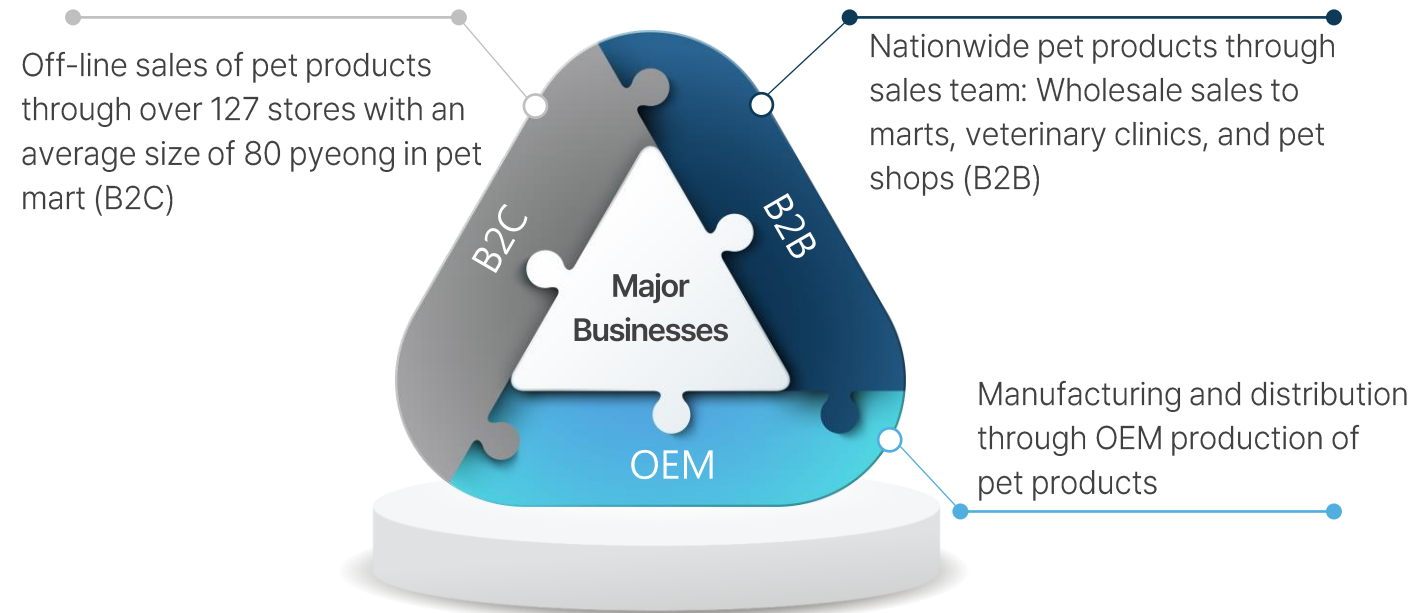 Off-line sales of pet products
through over 127 stores with an
average size of 80 pyeong in pet
mart (B2C)
Nationwide pet products through
sales team: Wholesale sales to
marts, veterinary clinics, and pet
shops (B2B)
B2C
B2B
Major
Businesses
OEM
Manufacturing and distribution
through OEM production of
pet products